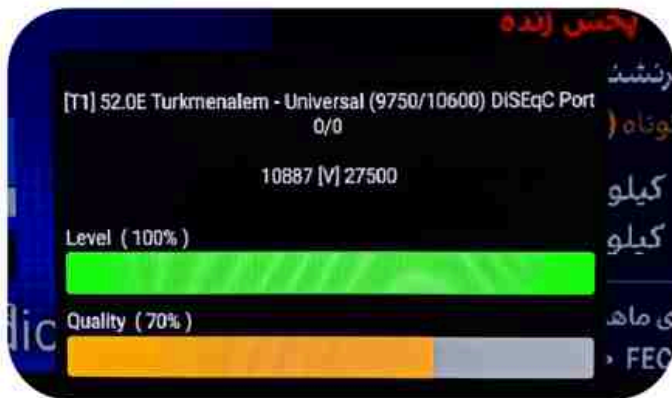 پخش زنده
[T1] 52.0E Turkmenalem - Universal (9750/10600) DiSEqC Port
0/0
10887 [V] 27500
کیلو
Level ( 100% )
کیلو
Quality ( 70% )
ی ماه
FEC